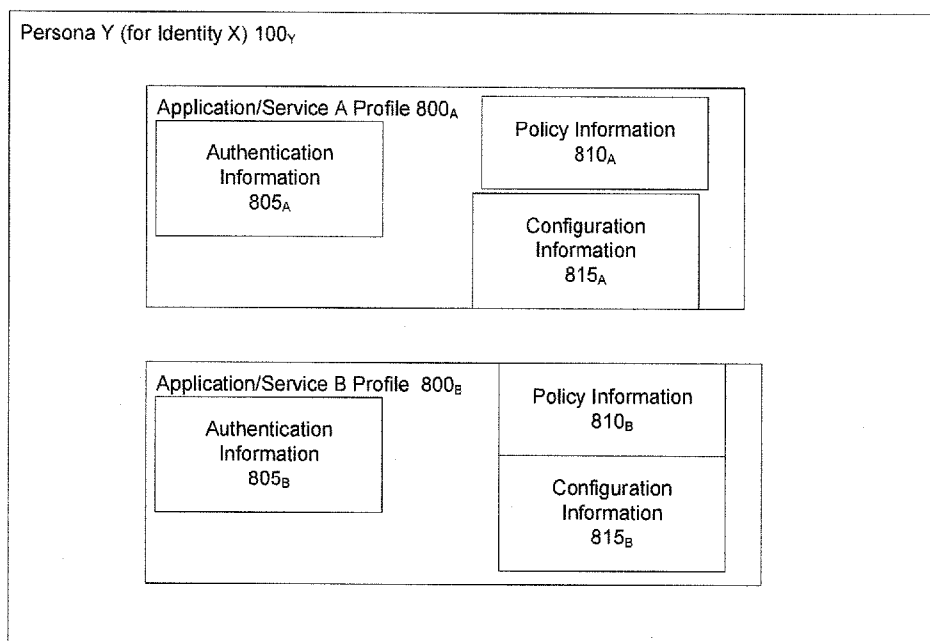 Persona Y (for Identity X) 100Y
Application/Service A Profile 800A
Authentication
Information
805A
Policy Information
810A
Configuration
Information
815A
Application/Service B Profile 800B
Authentication
Information
805B
Policy Information
810B
Configuration
Information
815B